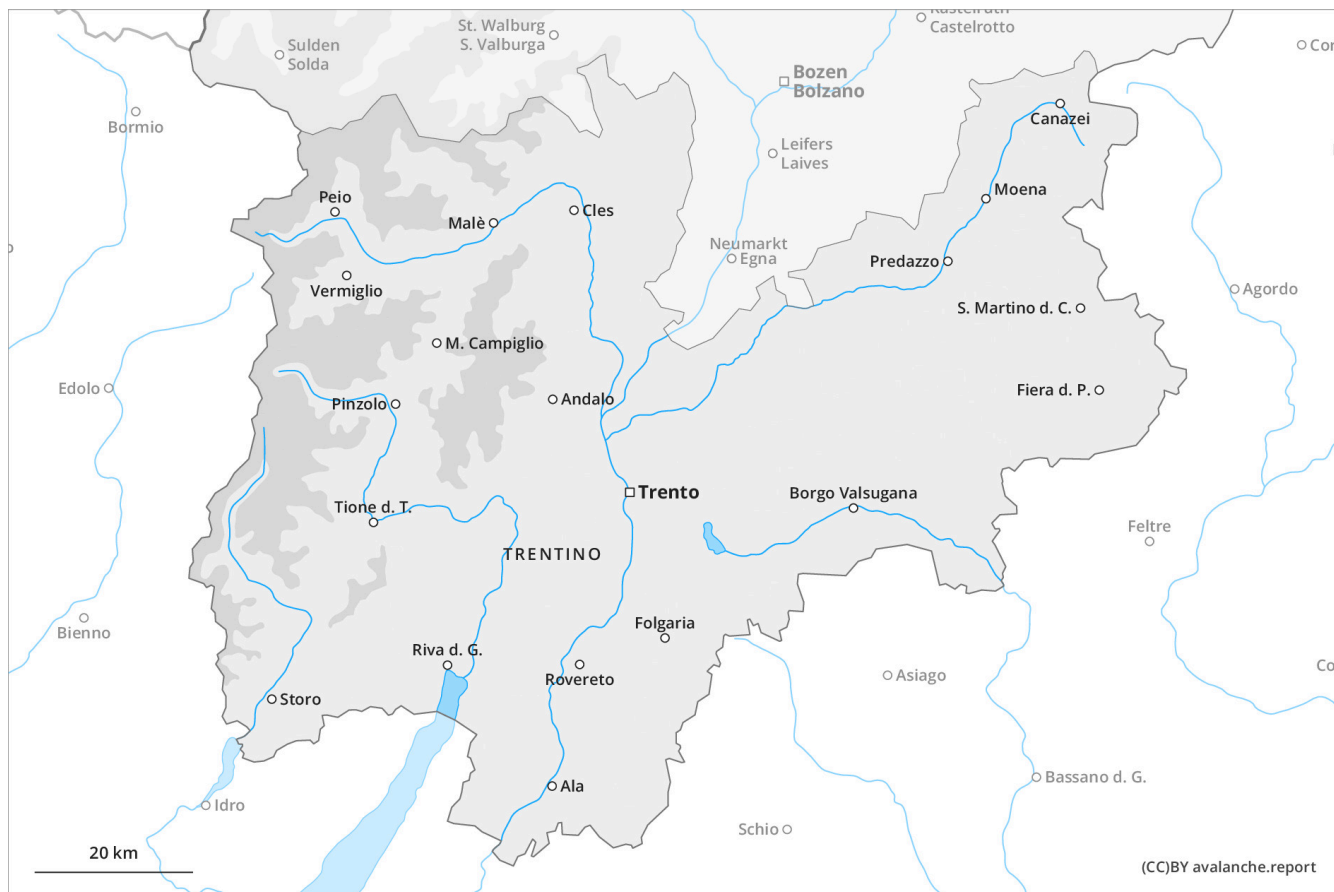 St. Walburg
S. Valburga
Castelrotto
Sulden
Solda
Bozen
Bolzano
Bormio
Canazei
Leifers
Laives
Peio
Moena
Malè
Cles
Neumarkt
Egna
Predazzo
Vermiglio
Agordo
S. Martino d. C.
M. Campiglio
Edolo
Fiera d. P.
Pinzolo
Andalo
Trento
Borgo Valsugana
Tione d. T.
Feltre
TRENTINO
Bienno
Folgaria
Riva d. G.
Rovereto
Asiago
Storo
Bassano d. G.
Ala
Idro
Schio
20 km
(CC)BY avalanche.report